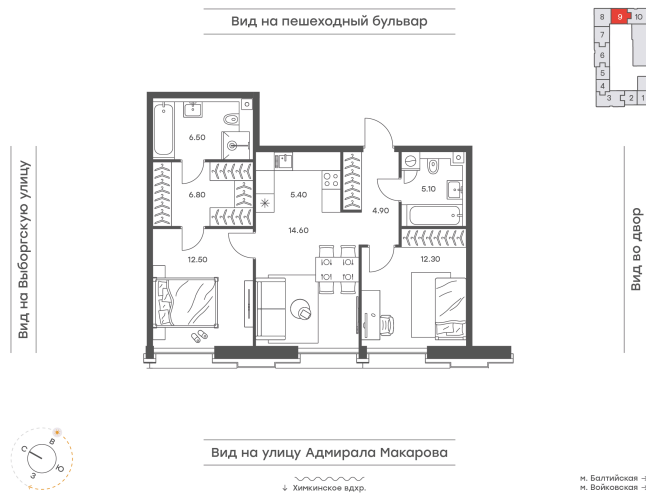 Вид на пешеходный бульвар
8 9 10
7
6
5
4
3 2 1
Вид на Выборгскую улицу
Вид во двор
6.50
6.80
5.40
5.10
4.90
14.60
12.50
12.30
С В
З Ю
Вид на улицу Адмирала Макарова
↓ Химкинское вдхр.
м. Балтийская
м. Войковская